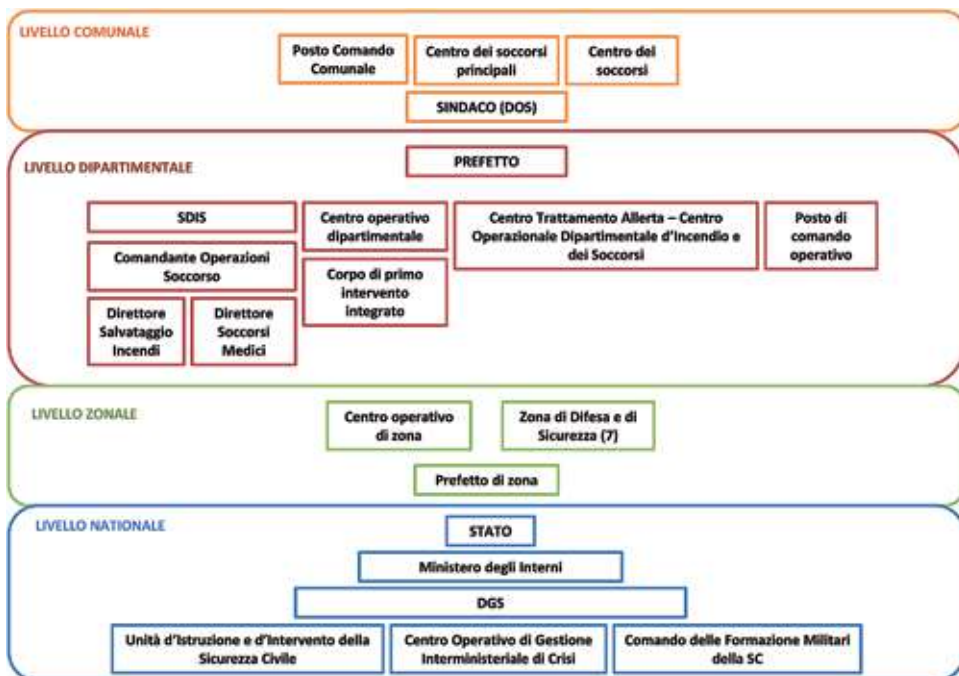 LIVELLO COMUNALE
Posto Comando
Comunale
Centro dei soccorsi
principali
Centro dei
soccorsi
SINDACO (DOS)
LIVELLO DIPARTIMENTALE
PREFETTO
SDIS
Comandante Operazioni
Soccorso
Direttore
Salvataggio
Incendi
Direttore
Soccorsi
Medici
Centro operativo
dipartimentale
Corpo di primo
intervento
integrato
Centro Trattamento Allerta – Centro
Operazionale Dipartimentale d'Incendio e
dei Soccorsi
Posto di
comando
operativo
LIVELLO ZONALE
Centro operativo
di zona
Zona di Difesa e di
Sicurezza (7)
Prefetto di zona
LIVELLO NATIONALE
STATO
Ministero degli Interni
DGS
Unità d'Istruzione e d'Intervento della
Sicurezza Civile
Centro Operativo di Gestione
Interministeriale di Crisi
Comando delle Formazione Militari
della SC